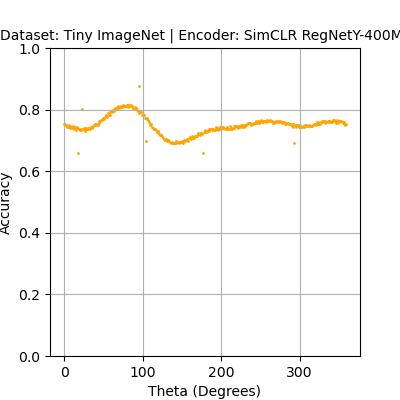 Dataset: Tiny ImageNet | Encoder: SimCLR RegNetY-400M
1.0
0.8
0.6
0.4
0.2
0.0
Accuracy
0 100 200 300
Theta (Degrees)